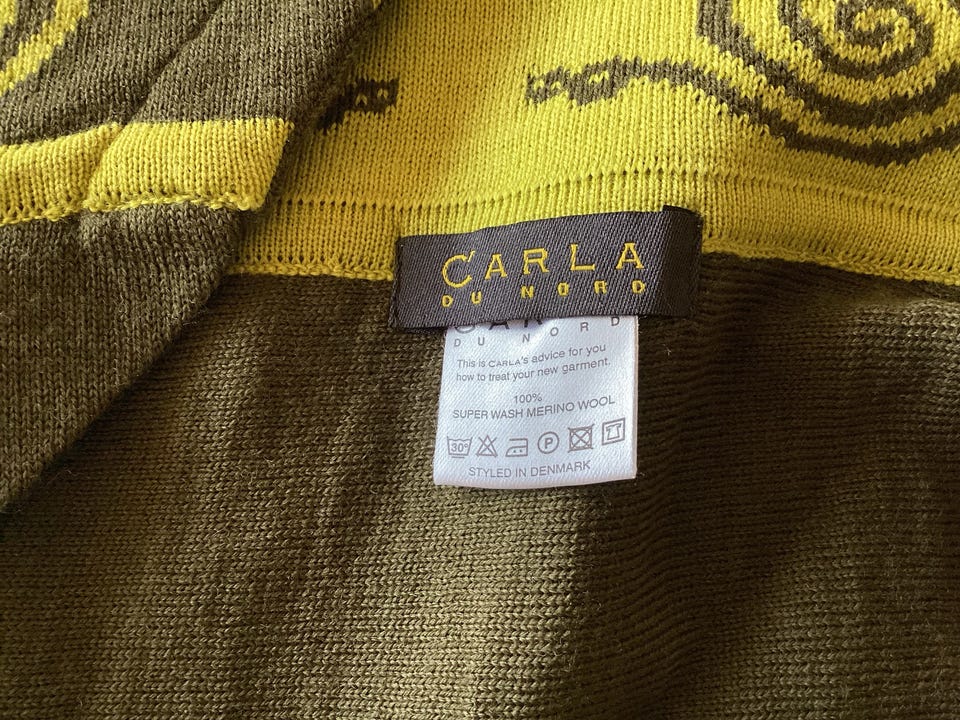 CARLA
DU NORD
DU NORD
This is CARLA's advice for you
how to treat your new garment.
100%
SUPER WASH MERINO WOOL
30° P
STYLED IN DENMARK